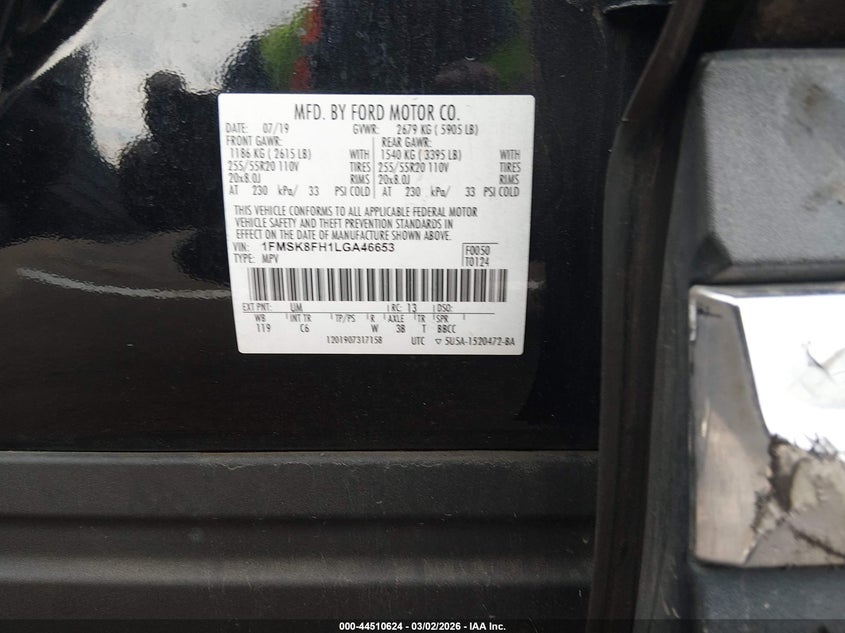 MFD. BY FORD MOTOR CO.
DATE: 07/19 GVWR: 2679 KG ( 5905 LB)
FRONT GAWR: REAR GAWR:
1186 KG ( 2615 LB) WITH 1540 KG ( 3395 LB) WITH
255/55R20 110V TIRES 255/55R20 110V TIRES
20x8.0J RIMS 20x8.0J RIMS
AT 230 kPa/ 33 PSI COLD AT 230 kPa/ 33 PSI COLD
THIS VEHICLE CONFORMS TO ALL APPLICABLE FEDERAL MOTOR
VEHICLE SAFETY AND THEFT PREVENTION STANDARDS IN
EFFECT ON THE DATE OF MANUFACTURE SHOWN ABOVE.
VIN: 1FMSK8FH1LGA46653 F0050
TYPE: MPV T0124
EXT PNT: UM RC: 13 DSO:
WB INT TR TP/PS R AXLE TR SPR
119 C6 W 3B T BBCC
1201907317158 UTC ▽ 5U5A-1520472-BA
000-44510624 | 03/02/2026 - IAA Inc.